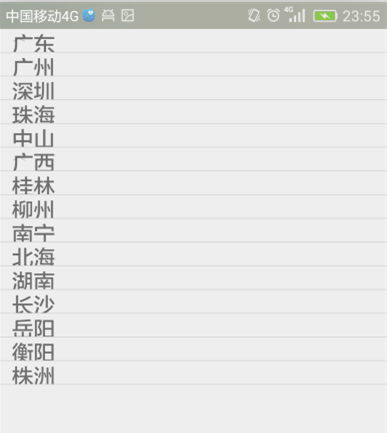 中国移动4G 4G 23:55
广东
广州
深圳
珠海
中山
广西
桂林
柳州
南宁
北海
湖南
长沙
岳阳
衡阳
株洲